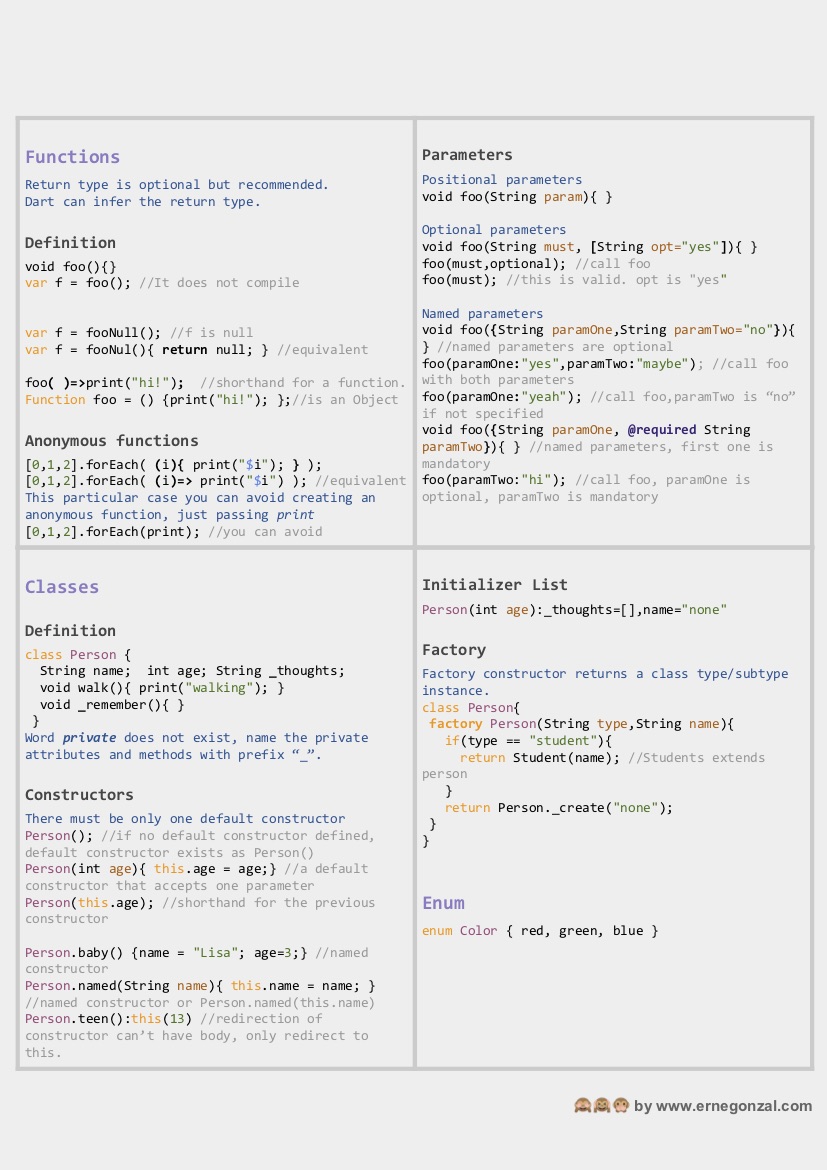 Functions
Return type is optional but recommended.
Dart can infer the return type.
Definition
void foo(){}
var f = foo(); //It does not compile
var f = fooNull(); //f is null
var f = fooNul(){ return null; } //equivalent
foo( )=>print("hi!");  //shorthand for a function.
Function foo = () {print("hi!"); };//is an Object
Anonymous functions
[0,1,2].forEach( (i){ print("$i"); } );
[0,1,2].forEach( (i)=> print("$i") ); //equivalent
This particular case you can avoid creating an
anonymous function, just passing print
[0,1,2].forEach(print); //you can avoid
Parameters
Positional parameters
void foo(String param){ }
Optional parameters
void foo(String must, [String opt="yes"]){ }
foo(must,optional); //call foo
foo(must); //this is valid. opt is "yes"
Named parameters
void foo({String paramOne,String paramTwo="no"}){
} //named parameters are optional
foo(paramOne:"yes",paramTwo:"maybe"); //call foo
with both parameters
foo(paramOne:"yeah"); //call foo,paramTwo is “no”
if not specified
void foo({String paramOne, @required String
paramTwo}){ } //named parameters, first one is
mandatory
foo(paramTwo:"hi"); //call foo, paramOne is
optional, paramTwo is mandatory
Classes
Definition
class Person {
  String name;  int age; String _thoughts;
  void walk(){ print("walking"); }
  void _remember(){ }
 }
Word private does not exist, name the private
attributes and methods with prefix “_”.
Constructors
There must be only one default constructor
Person(); //if no default constructor defined,
default constructor exists as Person()
Person(int age){ this.age = age;} //a default
constructor that accepts one parameter
Person(this.age); //shorthand for the previous
constructor
Person.baby() {name = "Lisa"; age=3;} //named
constructor
Person.named(String name){ this.name = name; }
//named constructor or Person.named(this.name)
Person.teen():this(13) //redirection of
constructor can’t have body, only redirect to
this.
Initializer List
Person(int age):_thoughts=[],name="none"
Factory
Factory constructor returns a class type/subtype
instance.
class Person{
 factory Person(String type,String name){
   if(type == "student"){
     return Student(name); //Students extends
person
   }
   return Person._create("none");
 }
}
Enum
enum Color { red, green, blue }
by www.ernegonzal.com